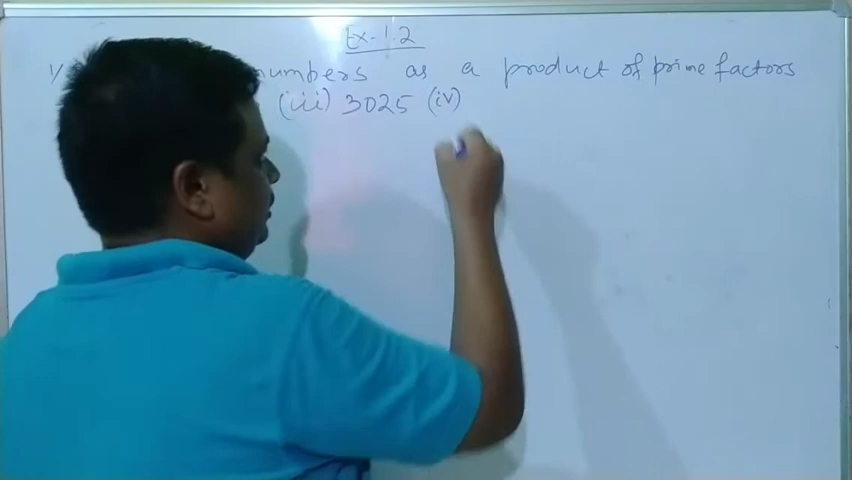 Ex-1.2
1/ numbers as a product of prime factors
(iii) 3025 (iv)